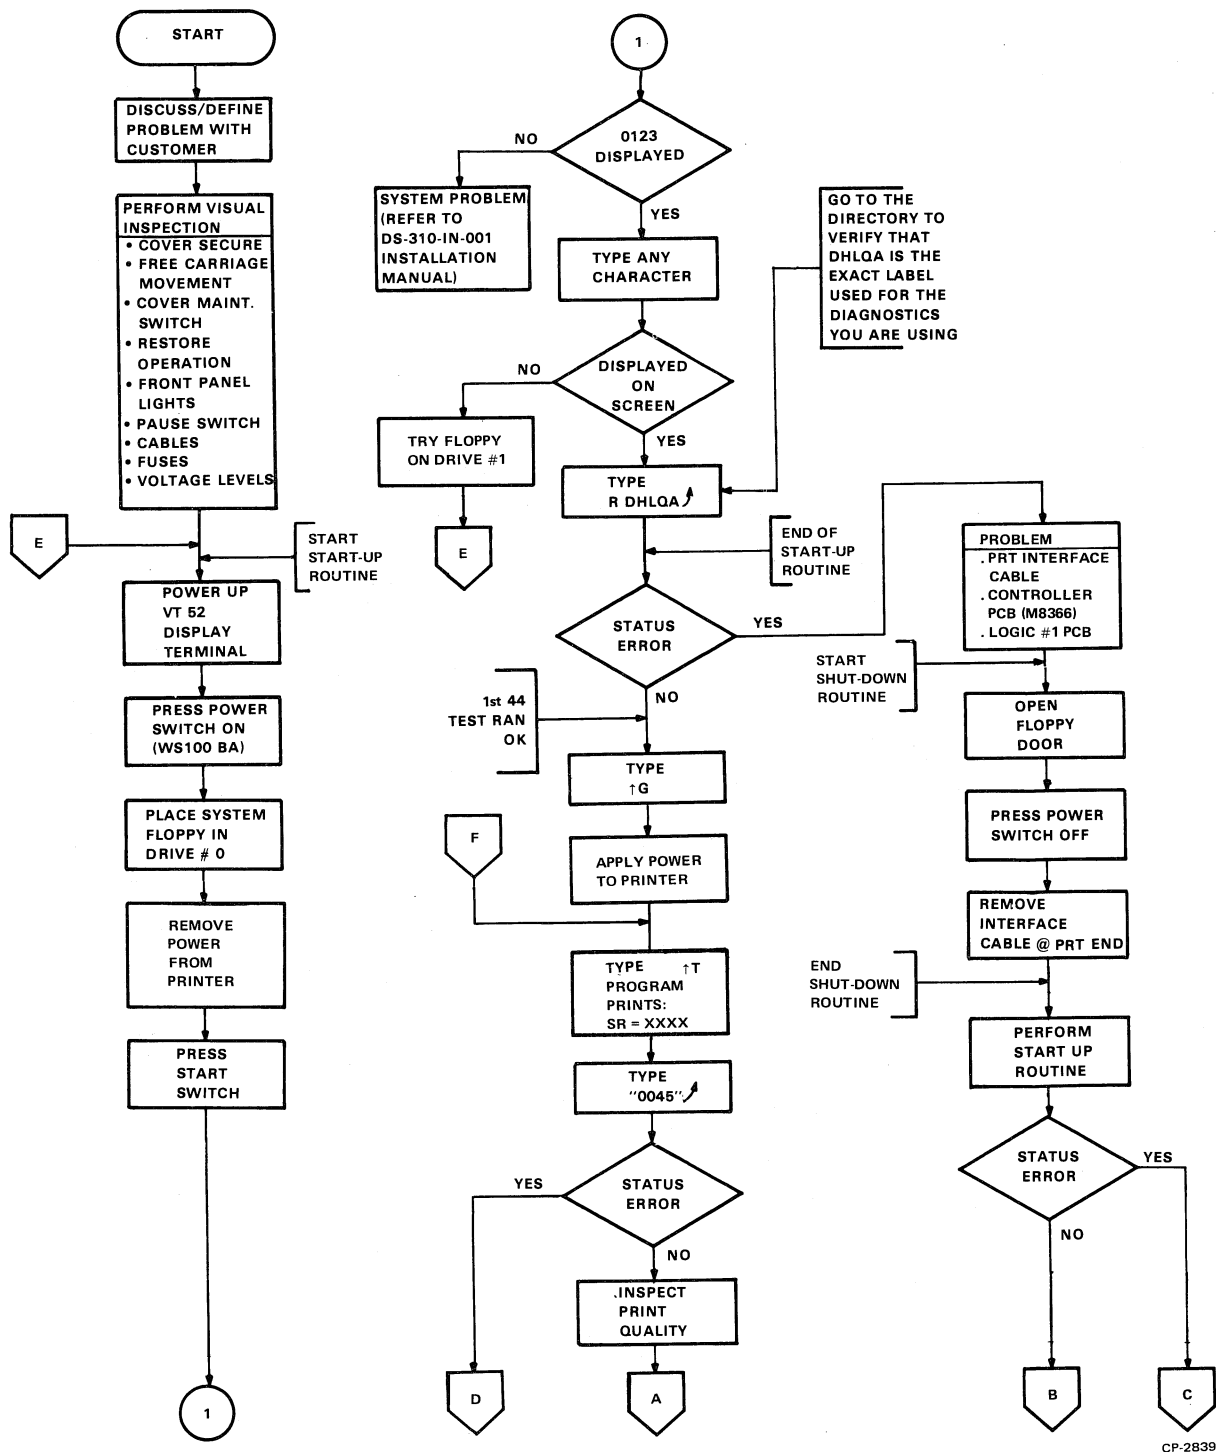 START
DISCUSS/DEFINE
PROBLEM WITH
CUSTOMER
PERFORM VISUAL
INSPECTION
• COVER SECURE
• FREE CARRIAGE
MOVEMENT
• COVER MAINT.
SWITCH
• RESTORE
OPERATION
• FRONT PANEL
LIGHTS
• PAUSE SWITCH
• CABLES
• FUSES
• VOLTAGE LEVELS
E
START
START-UP
ROUTINE
POWER UP
VT 52
DISPLAY
TERMINAL
PRESS POWER
SWITCH ON
(WS100 BA)
PLACE SYSTEM
FLOPPY IN
DRIVE # 0
REMOVE
POWER
FROM
PRINTER
PRESS
START
SWITCH
1
1
0123
DISPLAYED
NO
SYSTEM PROBLEM
(REFER TO
DS-310-IN-001
INSTALLATION
MANUAL)
YES
TYPE ANY
CHARACTER
GO TO THE
DIRECTORY TO
VERIFY THAT
DHLQA IS THE
EXACT LABEL
USED FOR THE
DIAGNOSTICS
YOU ARE USING
DISPLAYED
ON
SCREEN
NO
TRY FLOPPY
ON DRIVE #1
E
YES
TYPE
R DHLQA
END OF
START-UP
ROUTINE
STATUS
ERROR
YES
NO
1st 44
TEST RAN
OK
TYPE
↑G
F
APPLY POWER
TO PRINTER
TYPE ↑T
PROGRAM
PRINTS:
SR = XXXX
TYPE
"0045"
STATUS
ERROR
YES
NO
.INSPECT
PRINT
QUALITY
D
A
PROBLEM
. PRT INTERFACE
CABLE
. CONTROLLER
PCB (M8366)
. LOGIC #1 PCB
START
SHUT-DOWN
ROUTINE
OPEN
FLOPPY
DOOR
PRESS POWER
SWITCH OFF
REMOVE
INTERFACE
CABLE @ PRT END
END
SHUT-DOWN
ROUTINE
PERFORM
START UP
ROUTINE
STATUS
ERROR
YES
NO
B
C
CP-2839